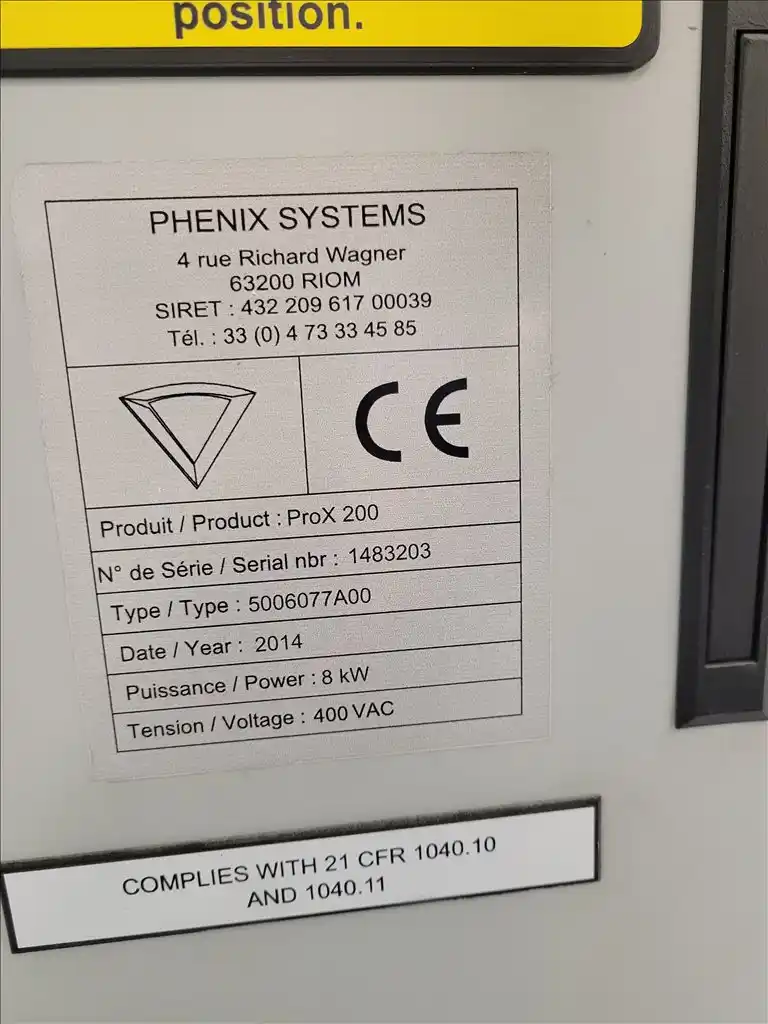 position.
PHENIX SYSTEMS
4 rue Richard Wagner
63200 RIOM
SIRET : 432 209 617 00039
Tél. : 33 (0) 4 73 33 45 85
CE
Produit / Product : ProX 200
N° de Série / Serial nbr : 1483203
Type / Type : 5006077A00
Date / Year : 2014
Puissance / Power : 8 kW
Tension / Voltage : 400 VAC
COMPLIES WITH 21 CFR 1040.10
AND 1040.11